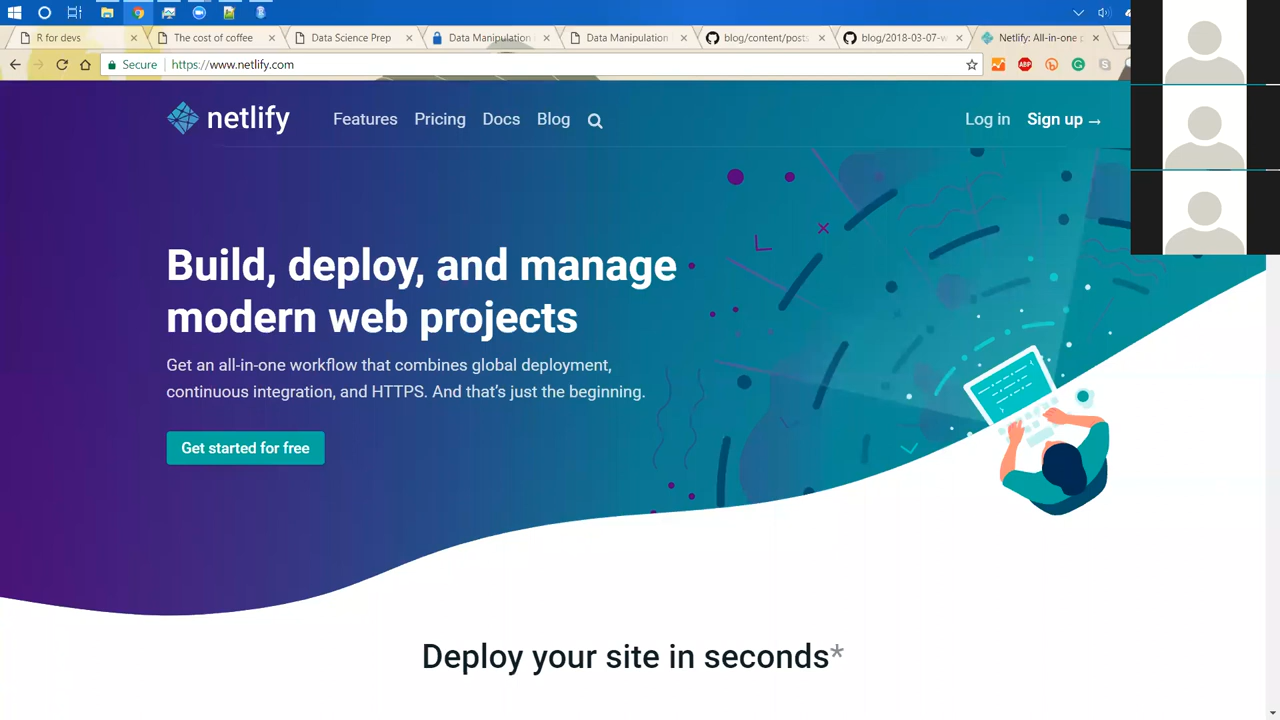 R for devs
The cost of coffee
Data Science Prep
Data Manipulation
Data Manipulation
blog/content/posts
blog/2018-03-07-w
Netlify: All-in-one p
Secure
https://www.netlify.com
ABP
netlify
Features
Pricing
Docs
Blog
Log in
Sign up →
Build, deploy, and manage
modern web projects
Get an all-in-one workflow that combines global deployment,
continuous integration, and HTTPS. And that’s just the beginning.
Get started for free
Deploy your site in seconds*